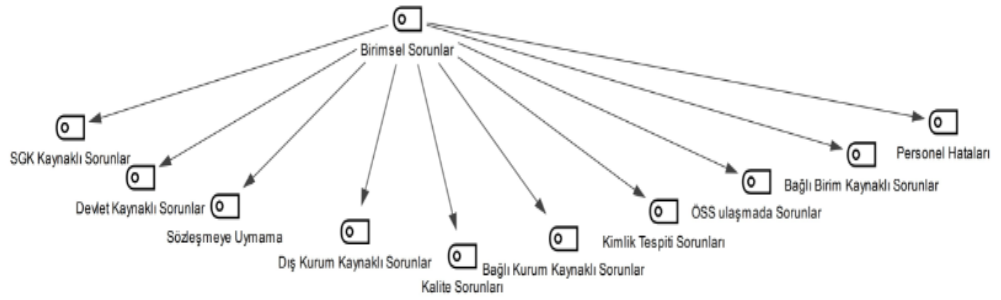 Birimsel Sorunlar
SGK Kaynaklı Sorunlar
Devlet Kaynaklı Sorunlar
Sözleşmeye Uymama
Dış Kurum Kaynaklı Sorunlar
Kalite Sorunları
Bağlı Kurum Kaynaklı Sorunlar
Kimlik Tespiti Sorunları
ÖSS ulaşmada Sorunlar
Bağlı Birim Kaynaklı Sorunlar
Personel Hataları